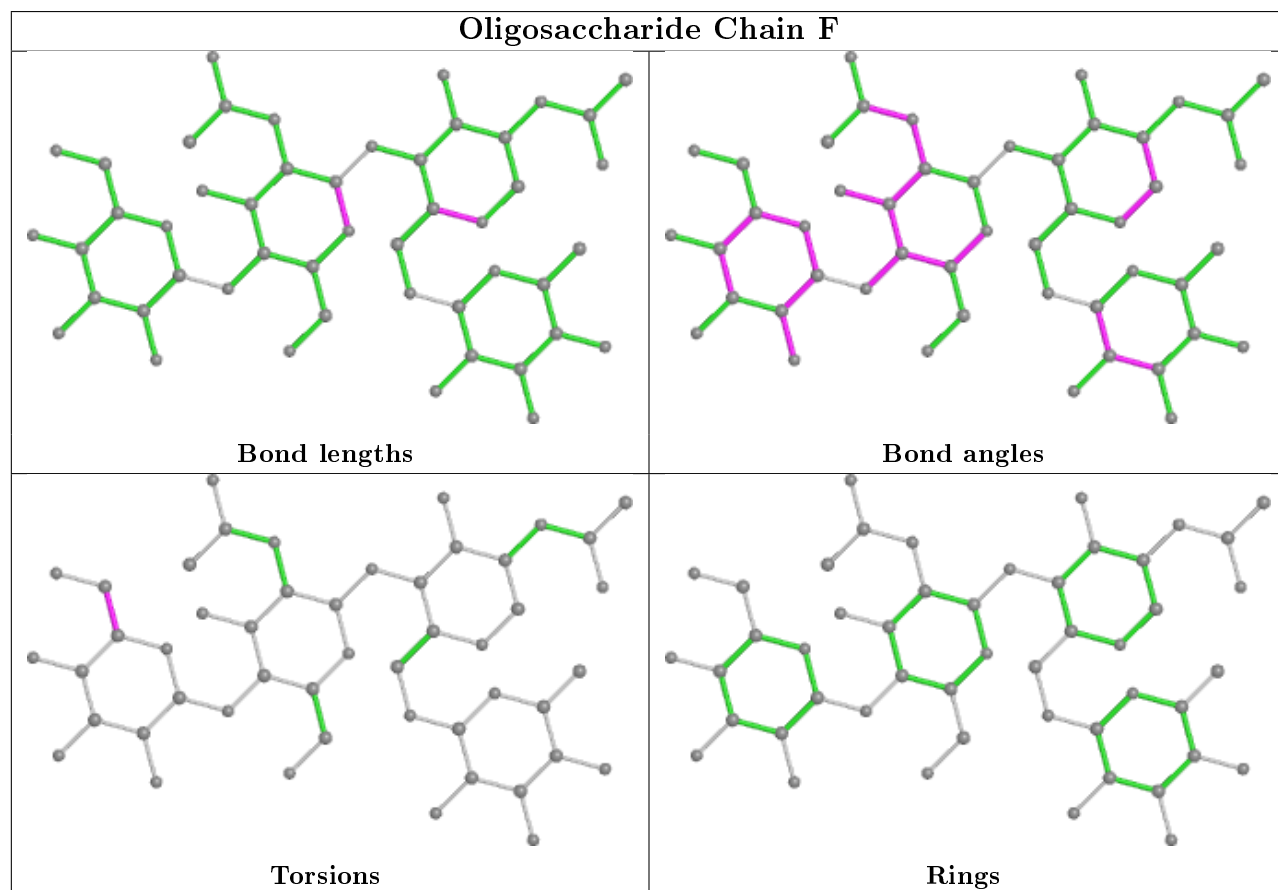 Oligosaccharide Chain F
Bond lengths
Bond angles
Torsions
Rings